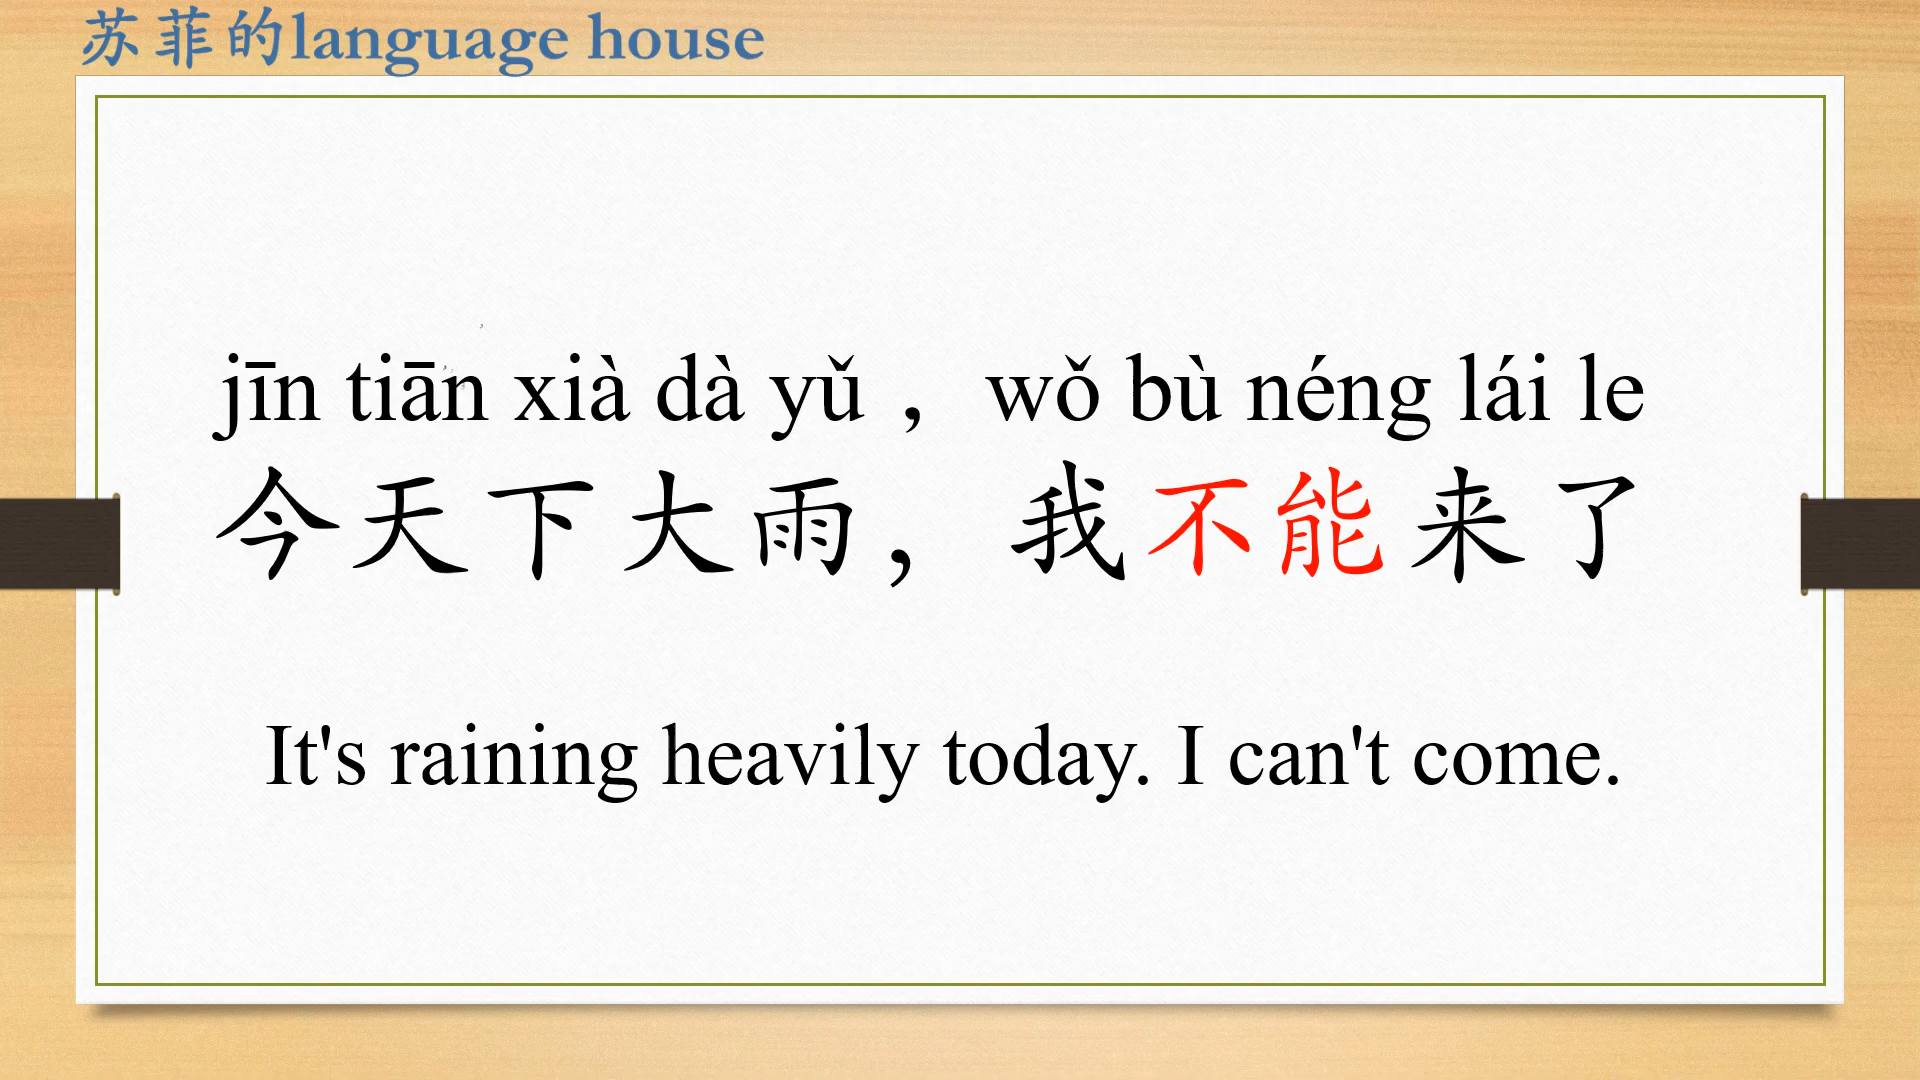 苏菲的language house
jīn tiān xià dà yǔ ，wǒ bù néng lái le
今天下大雨，我不能来了
It's raining heavily today. I can't come.